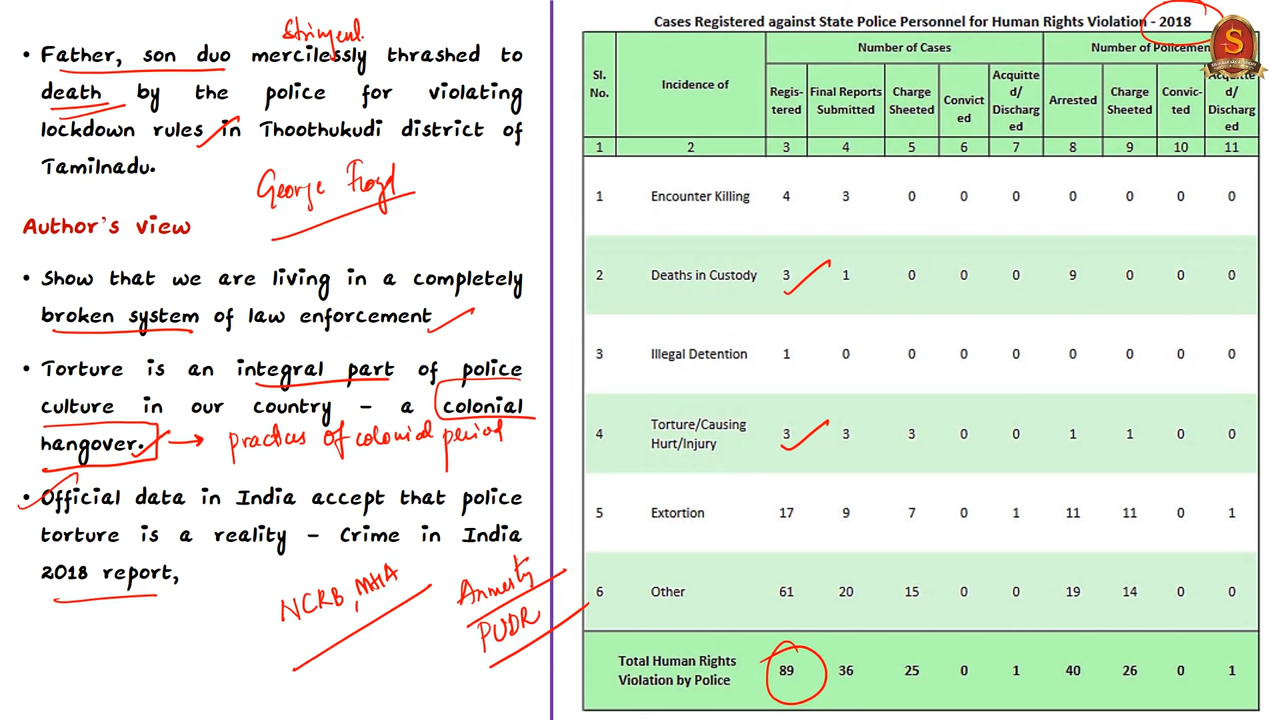 stringent
• Father, son duo mercilessly thrashed to
death by the police for violating
lockdown rules in Thoothukudi district of
Tamilnadu.
George Floyd
Author's view
• Show that we are living in a completely
broken system of law enforcement
• Torture is an integral part of police
culture in our country – a colonial
hangover. → practices of colonial period
• Official data in India accept that police
torture is a reality – Crime in India
2018 report,
NCRB, MHA
Amnesty
PUDR
Cases Registered against State Police Personnel for Human Rights Violation - 2018
Sl. No. Incidence of Number of Cases Number of Policemen
Regis-tered Final Reports Submitted Charge Sheeted Convicted Acquitted/Discharged Arrested Charge Sheeted Convic-ted Acquitted/Discharged
1 2 3 4 5 6 7 8 9 10 11
1 Encounter Killing 4 3 0 0 0 0 0 0 0
2 Deaths in Custody 3 1 0 0 0 9 0 0 0
3 Illegal Detention 1 0 0 0 0 0 0 0 0
4 Torture/Causing Hurt/Injury 3 3 3 0 0 1 1 0 0
5 Extortion 17 9 7 0 1 11 11 0 1
6 Other 61 20 15 0 0 19 14 0 0
Total Human Rights Violation by Police 89 36 25 0 1 40 26 0 1
S